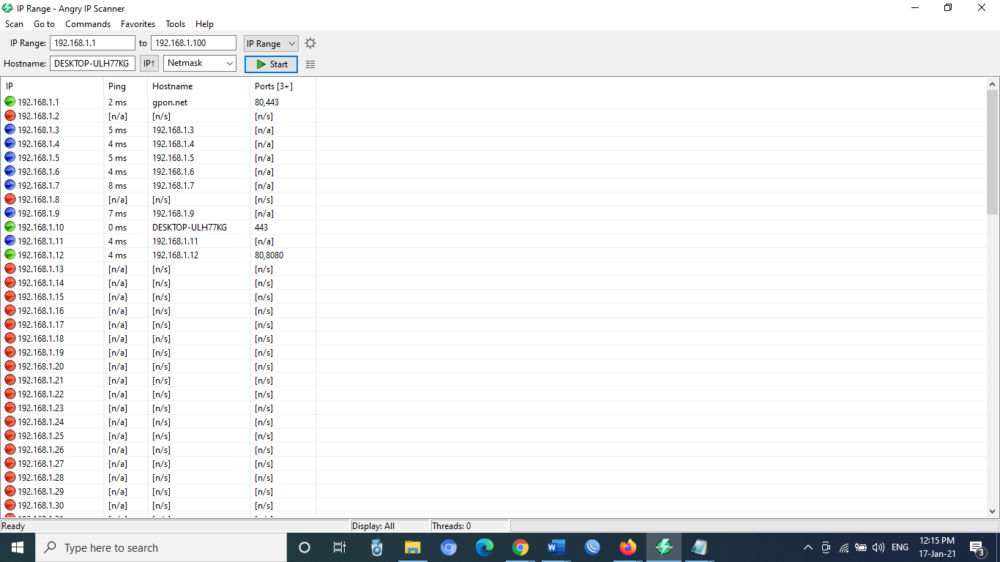 IP Range - Angry IP Scanner
Scan Go to Commands Favorites Tools Help
IP Range: 192.168.1.1 to 192.168.1.100 IP Range
Hostname: DESKTOP-ULH77KG IP↑ Netmask Start
IP Ping Hostname Ports [3+]
192.168.1.1 2 ms gpon.net 80,443
192.168.1.2 [n/a] [n/s] [n/s]
192.168.1.3 5 ms 192.168.1.3 [n/a]
192.168.1.4 4 ms 192.168.1.4 [n/a]
192.168.1.5 5 ms 192.168.1.5 [n/a]
192.168.1.6 4 ms 192.168.1.6 [n/a]
192.168.1.7 8 ms 192.168.1.7 [n/a]
192.168.1.8 [n/a] [n/s] [n/s]
192.168.1.9 7 ms 192.168.1.9 [n/a]
192.168.1.10 0 ms DESKTOP-ULH77KG 443
192.168.1.11 4 ms 192.168.1.11 [n/a]
192.168.1.12 4 ms 192.168.1.12 80,8080
192.168.1.13 [n/a] [n/s] [n/s]
192.168.1.14 [n/a] [n/s] [n/s]
192.168.1.15 [n/a] [n/s] [n/s]
192.168.1.16 [n/a] [n/s] [n/s]
192.168.1.17 [n/a] [n/s] [n/s]
192.168.1.18 [n/a] [n/s] [n/s]
192.168.1.19 [n/a] [n/s] [n/s]
192.168.1.20 [n/a] [n/s] [n/s]
192.168.1.21 [n/a] [n/s] [n/s]
192.168.1.22 [n/a] [n/s] [n/s]
192.168.1.23 [n/a] [n/s] [n/s]
192.168.1.24 [n/a] [n/s] [n/s]
192.168.1.25 [n/a] [n/s] [n/s]
192.168.1.26 [n/a] [n/s] [n/s]
192.168.1.27 [n/a] [n/s] [n/s]
192.168.1.28 [n/a] [n/s] [n/s]
192.168.1.29 [n/a] [n/s] [n/s]
192.168.1.30 [n/a] [n/s] [n/s]
Ready Display: All Threads: 0
Type here to search
ENG
12:15 PM
17-Jan-21
3